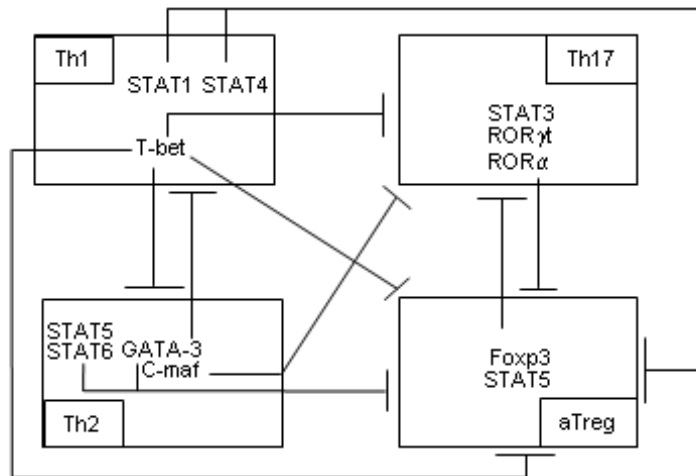 Th1
STAT1 STAT4
T-bet
Th17
STAT3
RORγt
RORα
STAT5
STAT6
GATA-3
C-maf
Th2
Foxp3
STAT5
aTreg